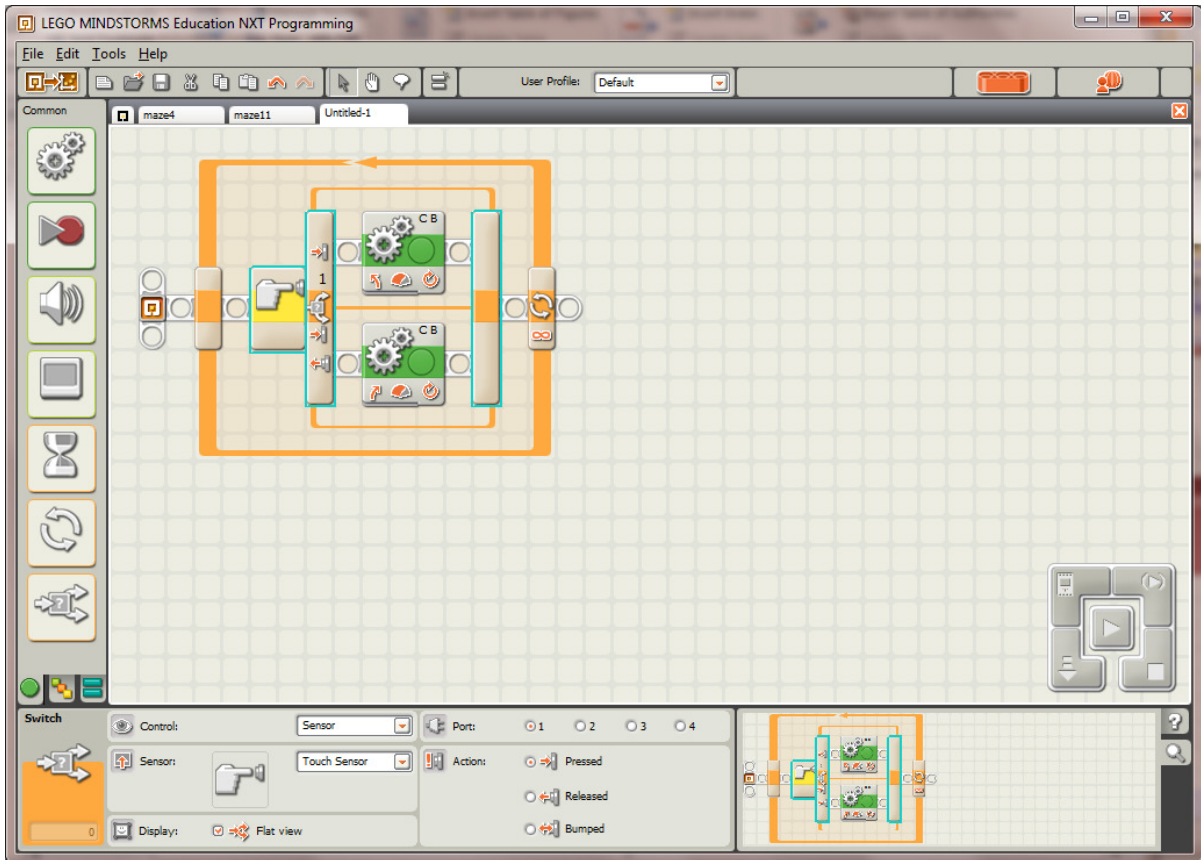 LEGO MINDSTORMS Education NXT Programming
File Edit Tools Help
User Profile: Default
Common
maze4 maze11 Untitled-1
C B
1
C B
Switch
Control: Sensor
Port: 1 2 3 4
Sensor: Touch Sensor
Action: Pressed
Released
0
Display: Flat view
Bumped
?